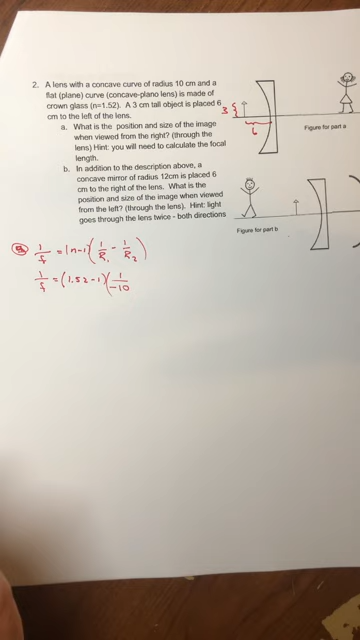 2. A lens with a concave curve of radius 10 cm and a
flat (plane) curve (concave-plano lens) is made of
crown glass (n=1.52). A 3 cm tall object is placed 6
cm to the left of the lens.
a. What is the position and size of the image
when viewed from the right? (through the
lens) Hint: you will need to calculate the focal
length.
b. In addition to the description above, a
concave mirror of radius 12cm is placed 6
cm to the right of the lens. What is the
position and size of the image when viewed
from the left? (through the lens). Hint: light
goes through the lens twice - both directions
3
6
Figure for part a
Figure for part b
1/f = (n-1)(1/R₁ - 1/R₂)
1/f = (1.52-1)(1/-10